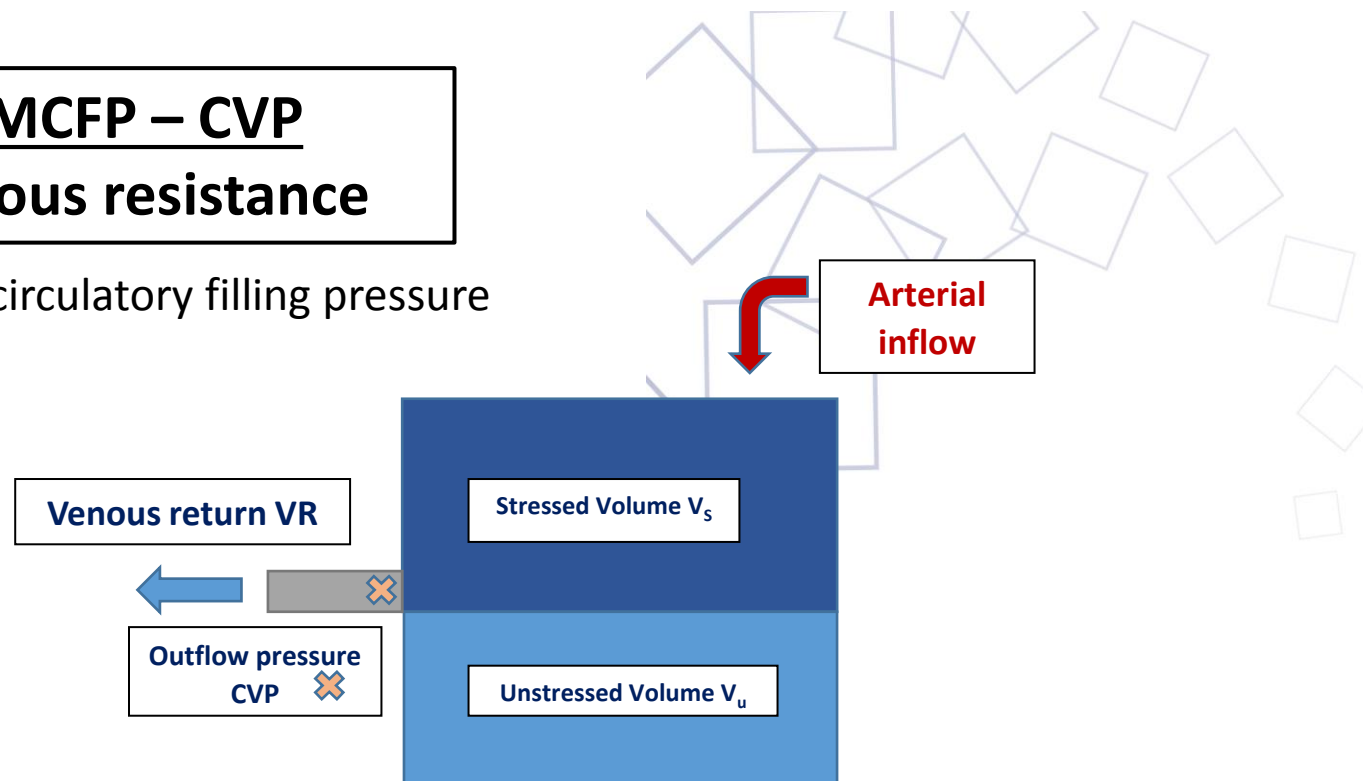 MCFP – CVP
ous resistance
circulatory filling pressure
Arterial
inflow
Stressed Volume Vs
Venous return VR
Outflow pressure
CVP
Unstressed Volume Vu